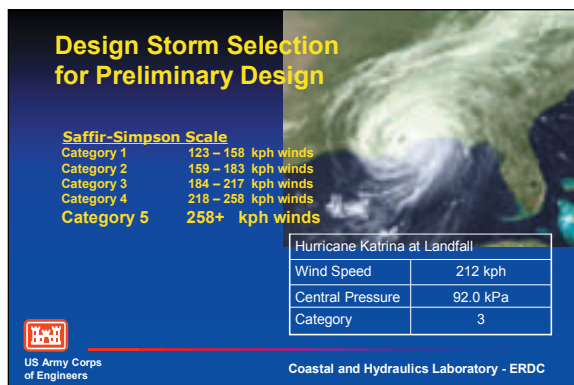 Design Storm Selection
for Preliminary Design
Saffir-Simpson Scale
Category 1 123 – 158 kph winds
Category 2 159 – 183 kph winds
Category 3 184 – 217 kph winds
Category 4 218 – 258 kph winds
Category 5 258+ kph winds
Hurricane Katrina at Landfall
Wind Speed 212 kph
Central Pressure 92.0 kPa
Category 3
US Army Corps
of Engineers
Coastal and Hydraulics Laboratory - ERDC